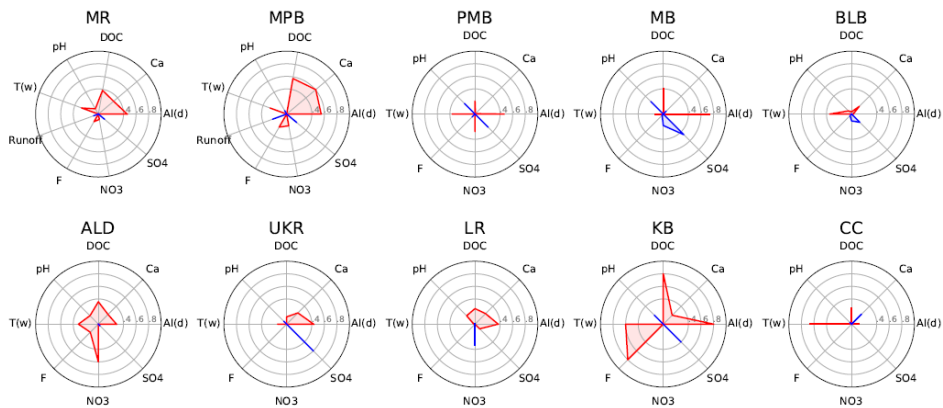 MR
DOC
pH
Ca
T(w)
.4 .6 .8
Al(d)
Runoff
SO4
F
NO3
MPB
DOC
pH
Ca
T(w)
.4 .6 .8
Al(d)
Runoff
SO4
F
NO3
PMB
DOC
pH
Ca
T(w)
.4 .6 .8
Al(d)
F
SO4
NO3
MB
DOC
pH
Ca
T(w)
.4 .6 .8
Al(d)
F
SO4
NO3
BLB
DOC
pH
Ca
T(w)
.4 .6 .8
Al(d)
F
SO4
NO3
ALD
DOC
pH
Ca
T(w)
.4 .6 .8
Al(d)
F
SO4
NO3
UKR
DOC
pH
Ca
T(w)
.4 .6 .8
Al(d)
F
SO4
NO3
LR
DOC
pH
Ca
T(w)
.4 .6 .8
Al(d)
F
SO4
NO3
KB
DOC
pH
Ca
T(w)
.4 .6 .8
Al(d)
F
SO4
NO3
CC
DOC
pH
Ca
T(w)
.4 .6 .8
Al(d)
F
SO4
NO3